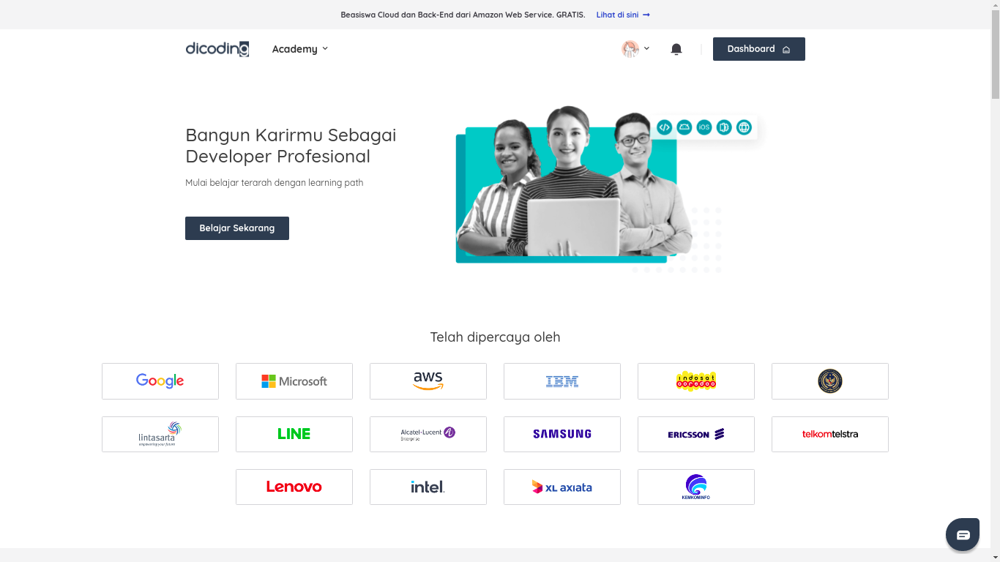 Beasiswa Cloud dan Back-End dari Amazon Web Service. GRATIS. Lihat di sini
dicoding Academy Dashboard
Bangun Karirmu Sebagai
Developer Profesional
Mulai belajar terarah dengan learning path
Belajar Sekarang
iOS
Telah dipercaya oleh
Google Microsoft aws IBM indosat ooredoo
lintasarta empowering your future LINE Alcatel-Lucent Enterprise SAMSUNG ERICSSON telkomtelstra
Lenovo intel. XL axiata KEMKOMINFO